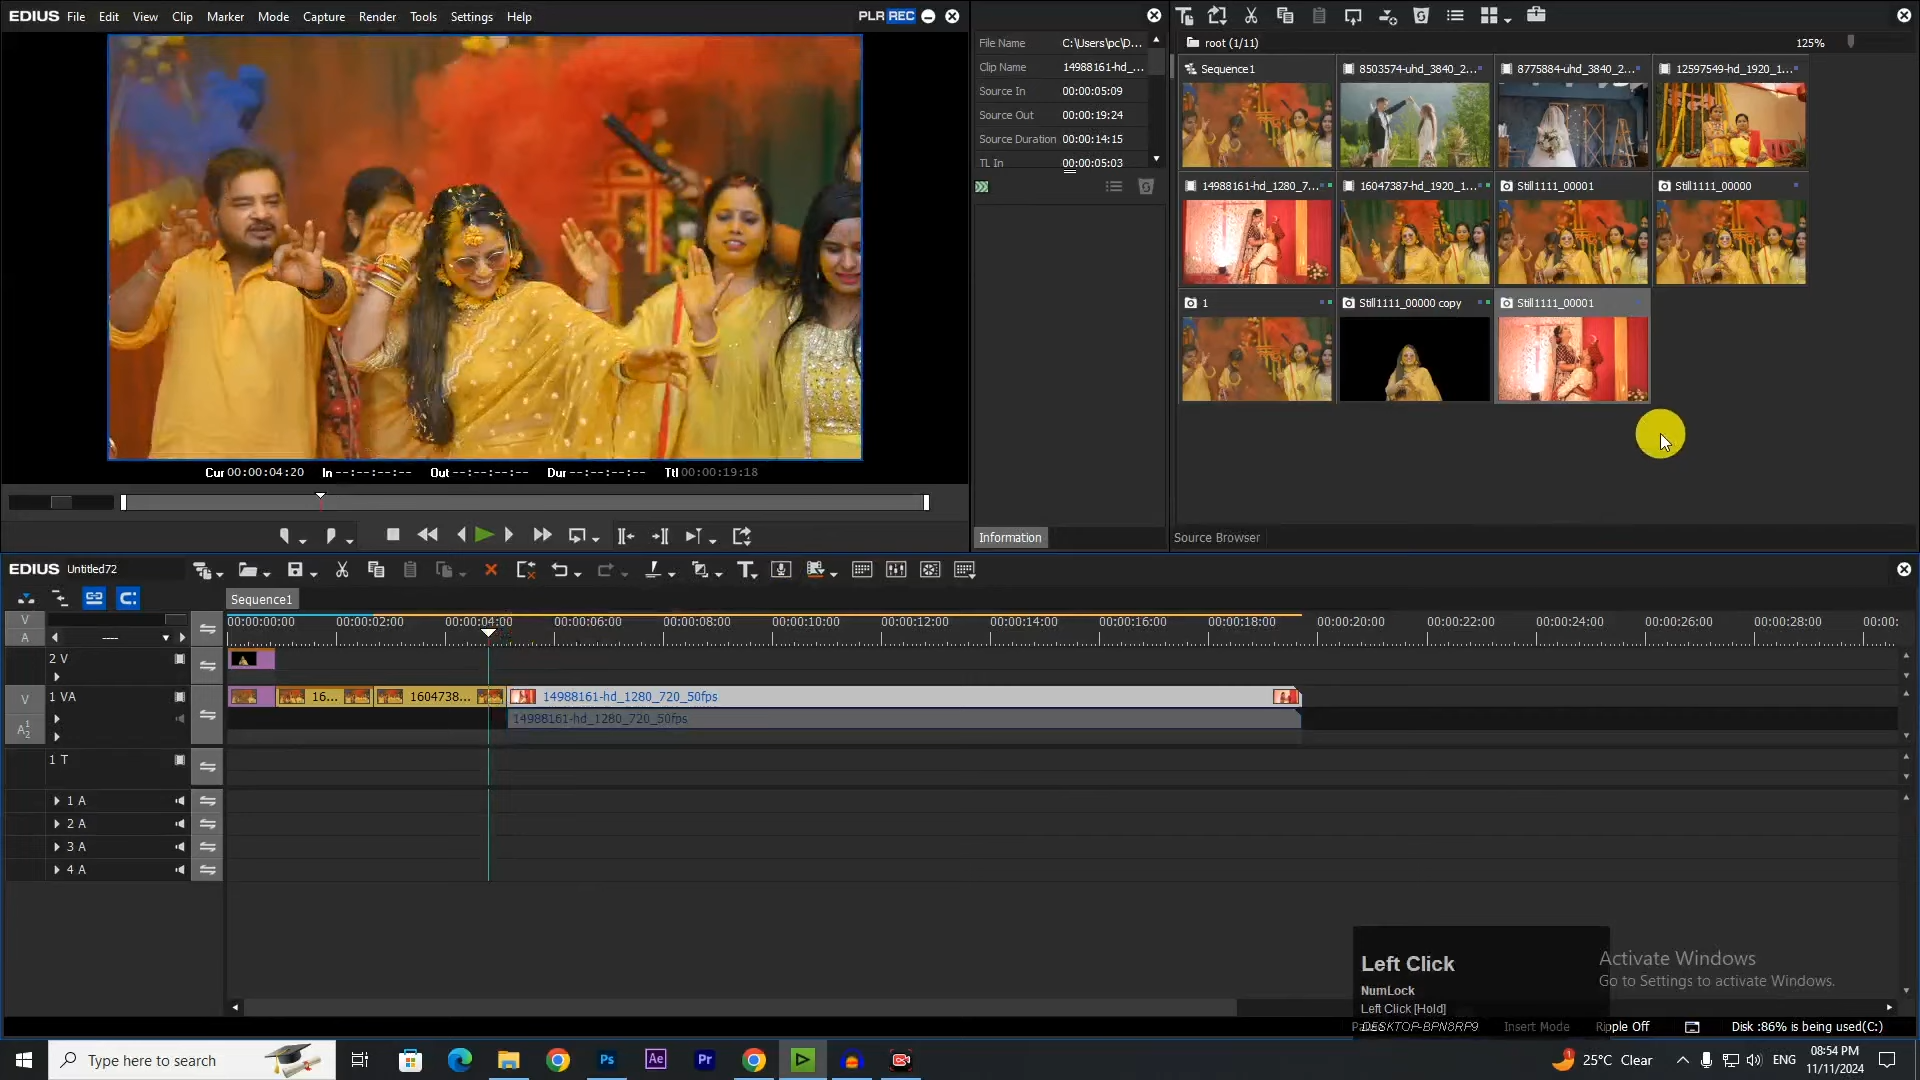 EDIUS File Edit View Clip Marker Mode Capture Render Tools Settings Help
PLR REC
Cur 00:00:04:20 In --:--:--:-- Out --:--:--:-- Dur --:--:--:-- Ttl 00:00:19:18
File Name C:\Users\pc\D...
Clip Name 14988161-hd_...
Source In 00:00:05:09
Source Out 00:00:19:24
Source Duration 00:00:14:15
TL In 00:00:05:03
Information
root (1/11)
125%
Sequence1
8503574-uhd_3840_2...
8775884-uhd_3840_2...
12597549-hd_1920_1...
14988161-hd_1280_7...
16047387-hd_1920_1...
Still1111_00001
Still1111_00000
1
Still1111_00000 copy
Still1111_00001
Source Browser
EDIUS Untitled72
Sequence1
V
A
----
00:00:00:00 00:00:02:00 00:00:04:00 00:00:06:00 00:00:08:00 00:00:10:00 00:00:12:00 00:00:14:00 00:00:16:00 00:00:18:00 00:00:20:00 00:00:22:00 00:00:24:00 00:00:26:00 00:00:28:00 00:00:
2 V
V
1 VA
16...
1604738...
14988161-hd_1280_720_50fps
A12
14988161-hd_1280_720_50fps
1 T
1 A
2 A
3 A
4 A
Left Click
NumLock
Left Click [Hold]
DESKTOP-BPN8RP9
Activate Windows
Go to Settings to activate Windows.
Insert Mode
Ripple Off
Disk :86% is being used(C:)
Type here to search
Ps
Ae
Pr
1
25°C Clear
ENG
08:54 PM
11/11/2024